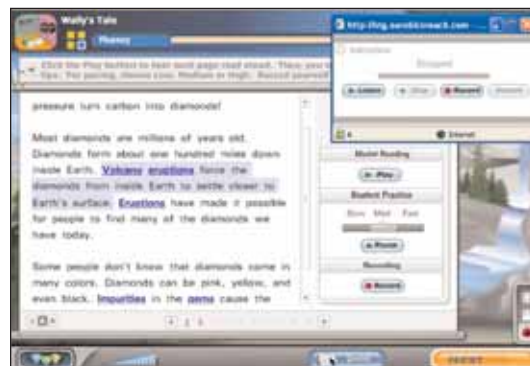 Wally's Tale
Fluency
Click the Play button to hear each page read aloud. Then, you
tips. For pacing, choose Low, Medium or High. Record yourself
pressure turn carbon into diamonds!
Most diamonds are millions of years old.
Diamonds form about one hundred miles down
inside Earth. Volcano eruptions force the
diamonds from inside Earth to settle closer to
Earth's surface. Eruptions have made it possible
for people to find many of the diamonds we
have today.
Some people don't know that diamonds come in
many colors. Diamonds can be pink, yellow, and
even black. Impurities in the gems cause the
Stopped
Listen
Stop
Record
Internet
Model Reading
Play
Student Practice
Slow Med Fast
Pause
Recording
Record